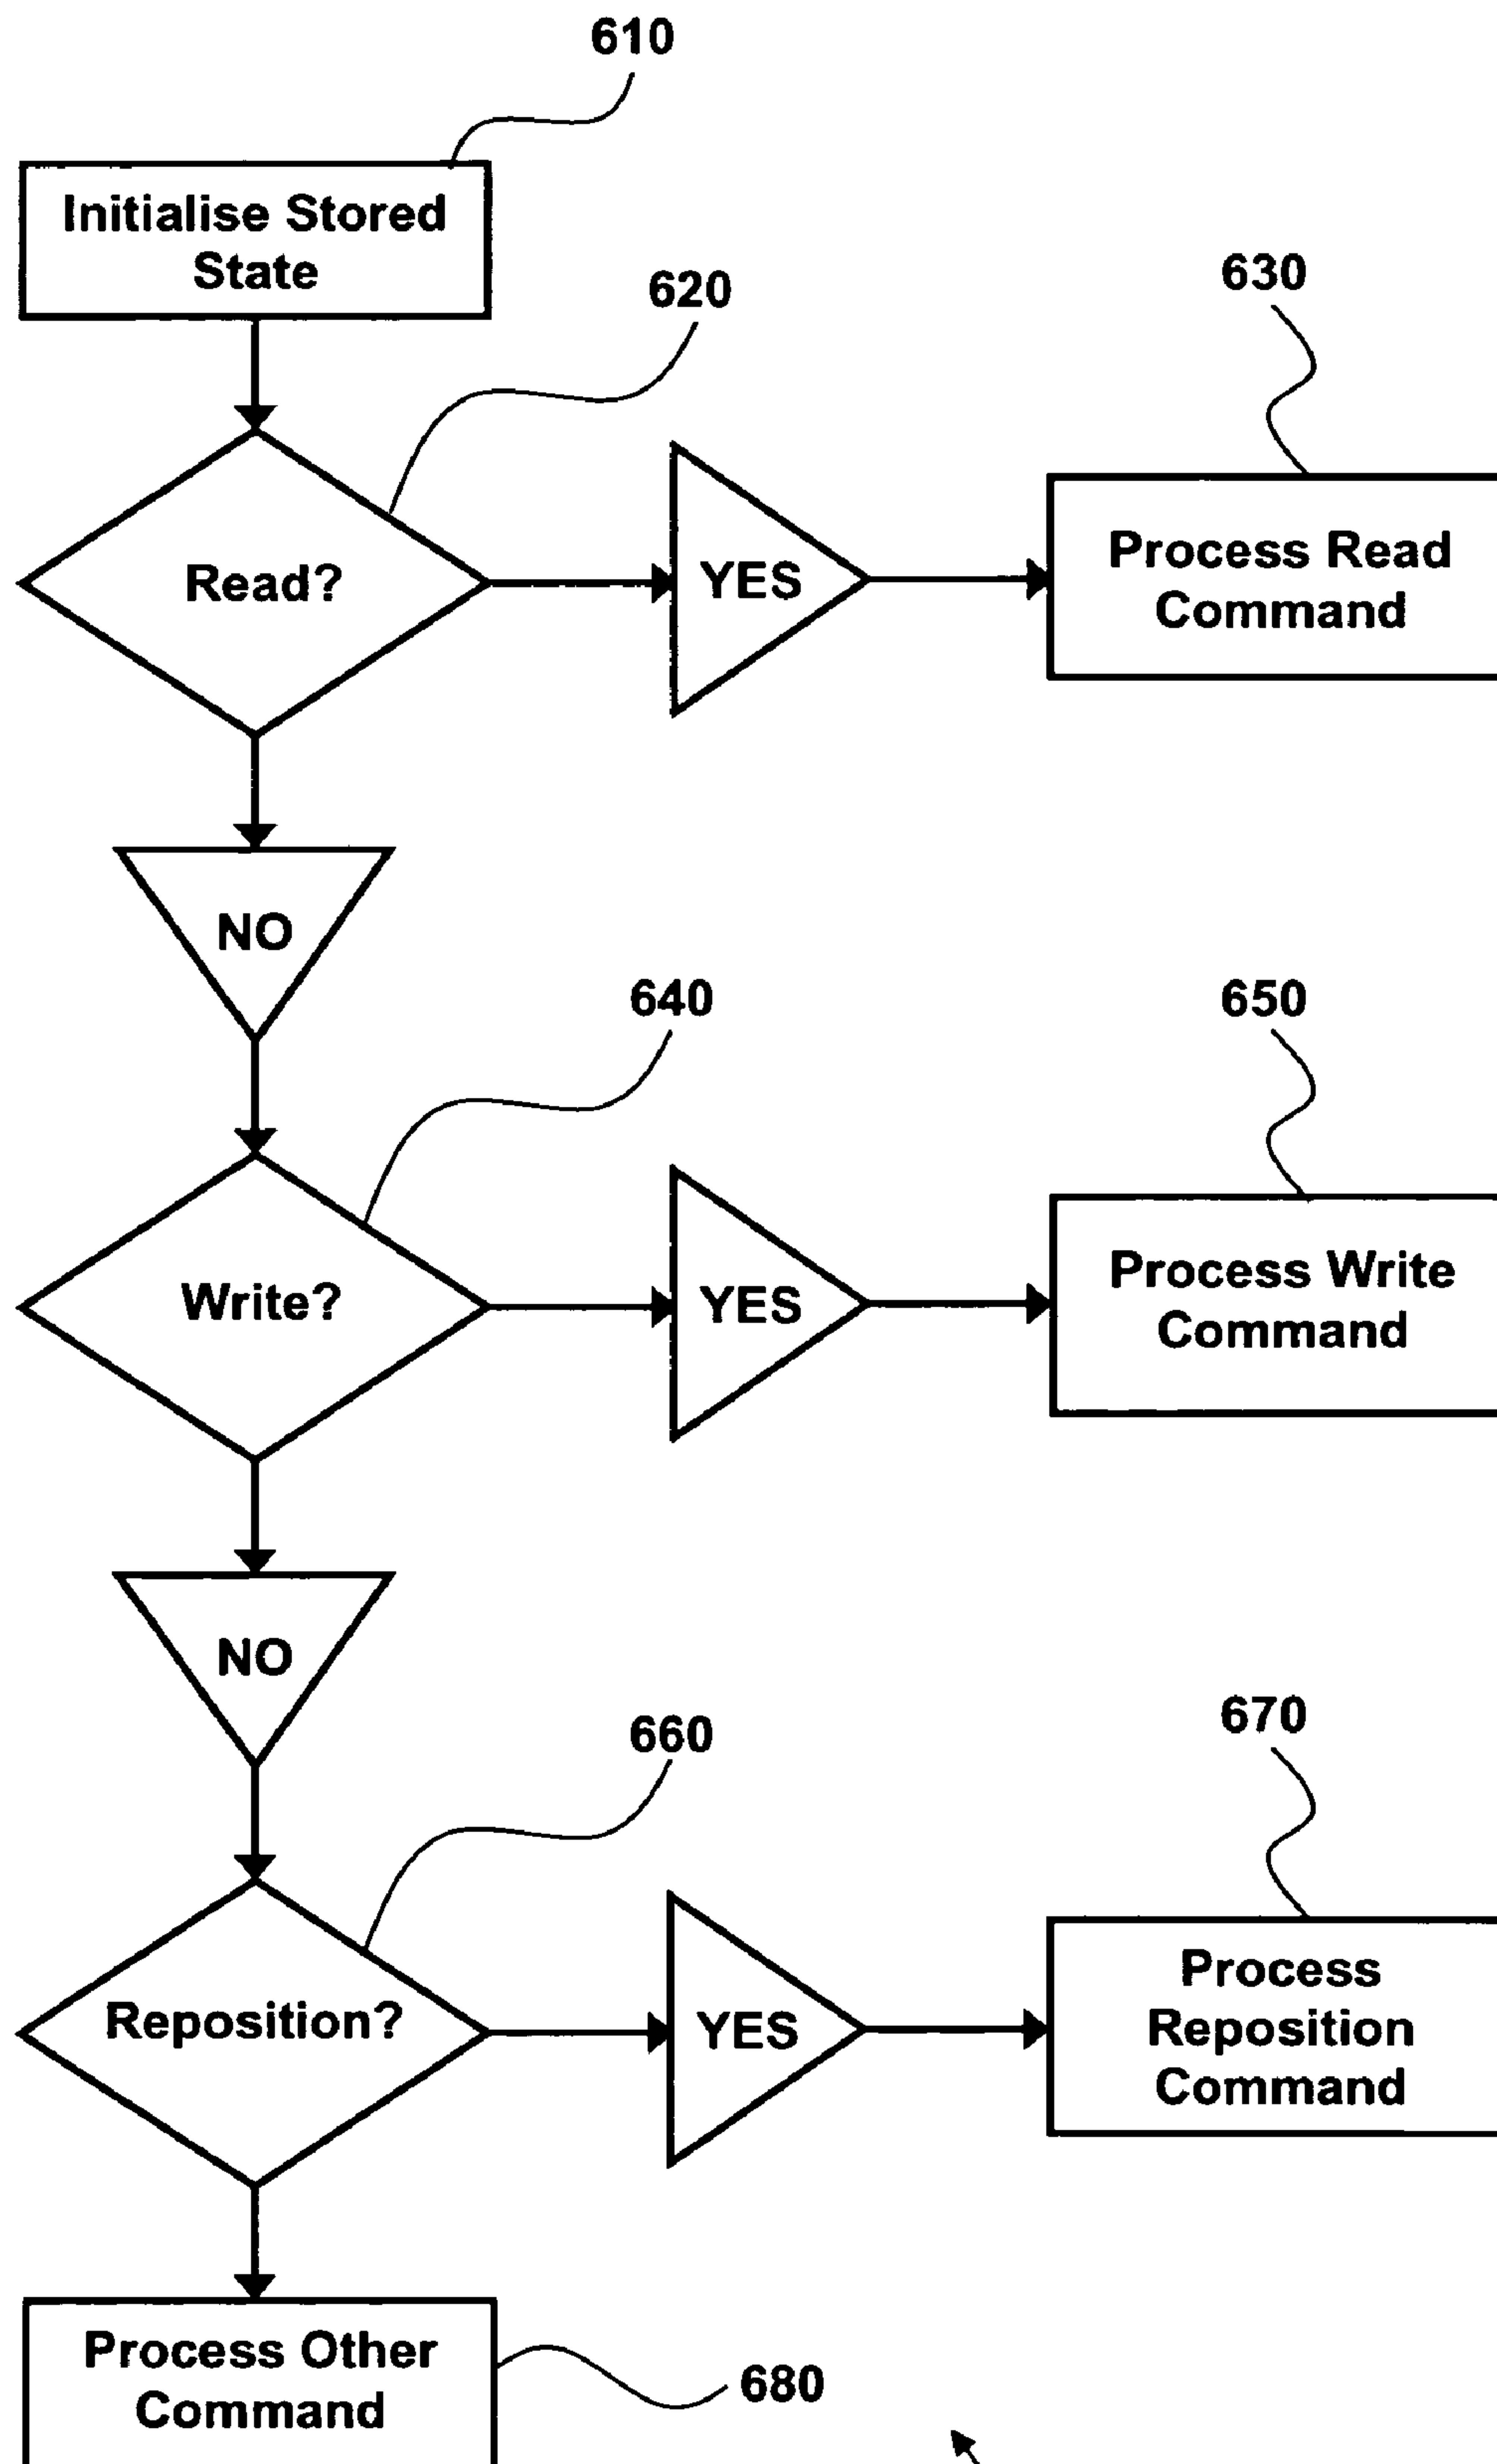 610
Initialise Stored
State
620
630
Read?
YES
Process Read
Command
NO
640
650
Write?
YES
Process Write
Command
NO
660
670
Reposition?
YES
Process
Reposition
Command
Process Other
Command
680